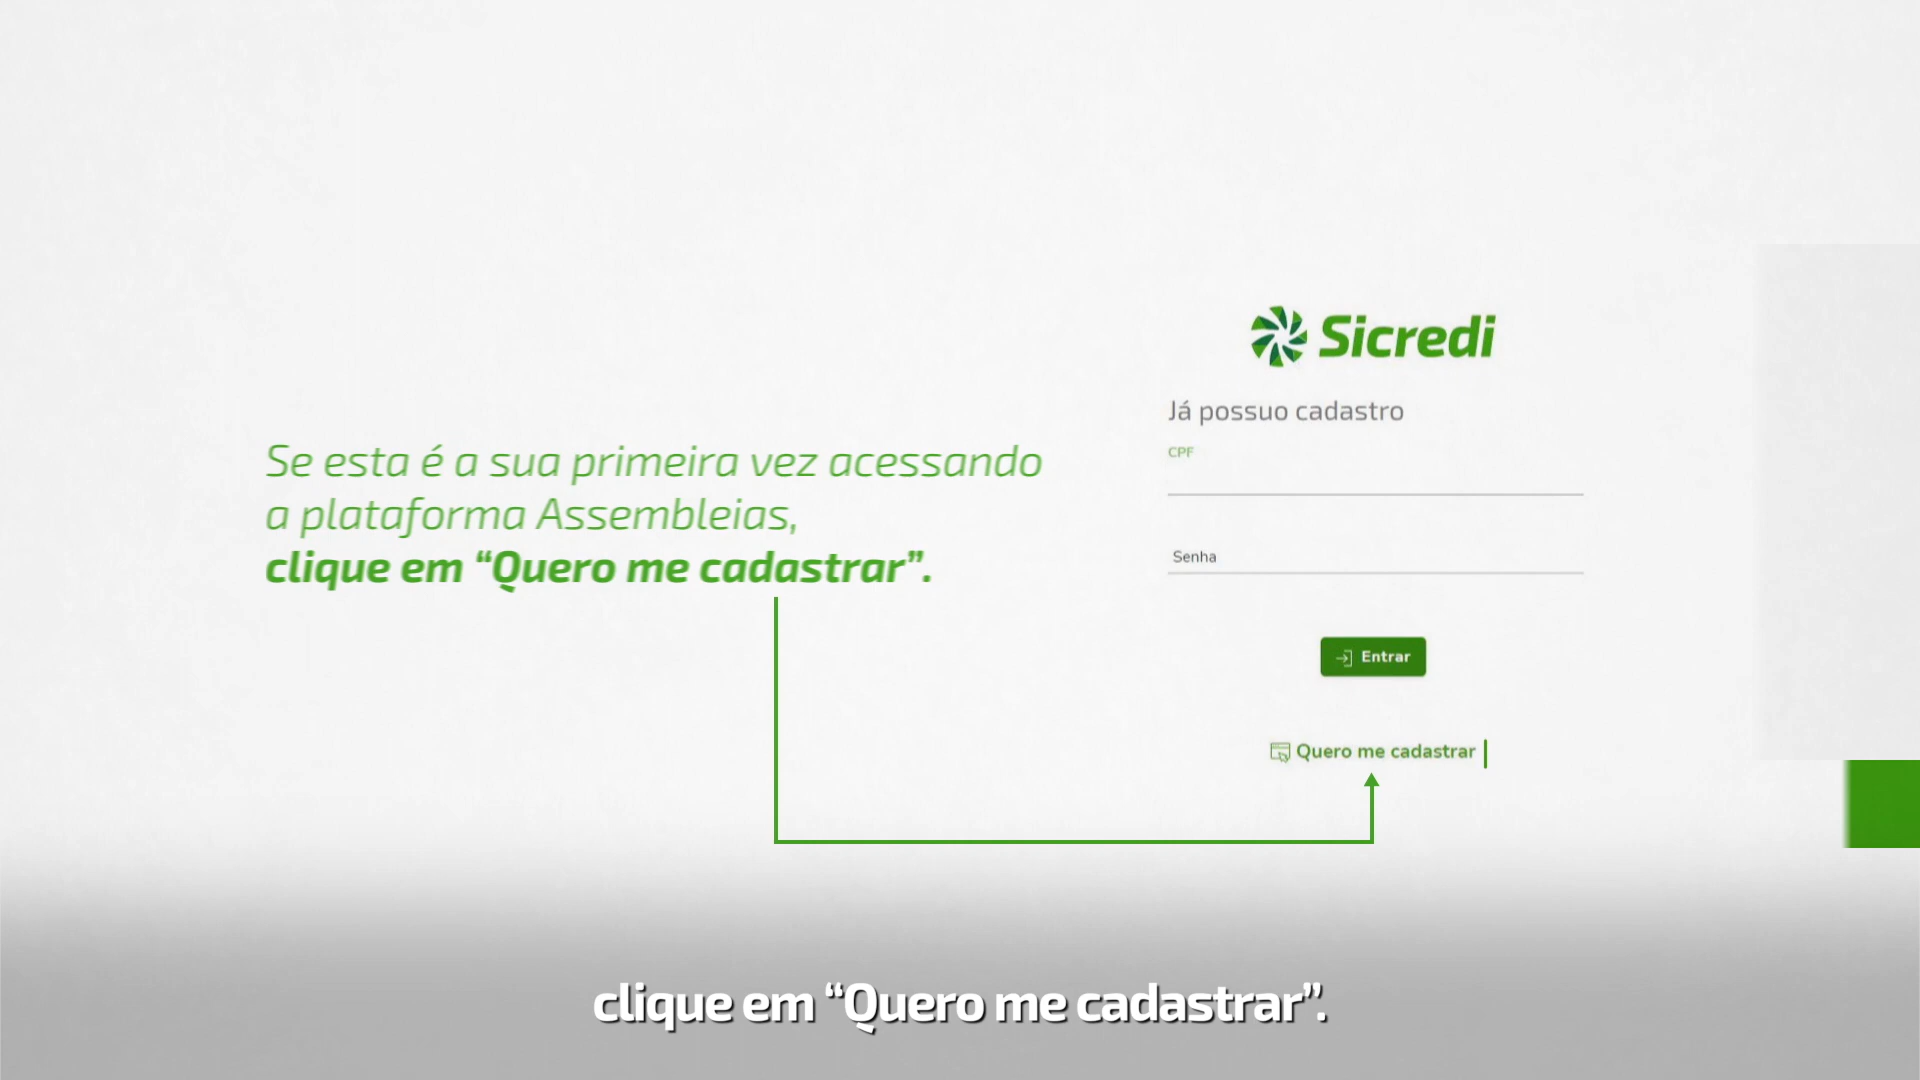 Se esta é a sua primeira vez acessando
a plataforma Assembleias,
clique em “Quero me cadastrar”.
Sicredi
Já possuo cadastro
CPF
Senha
Entrar
Quero me cadastrar
clique em “Quero me cadastrar”.